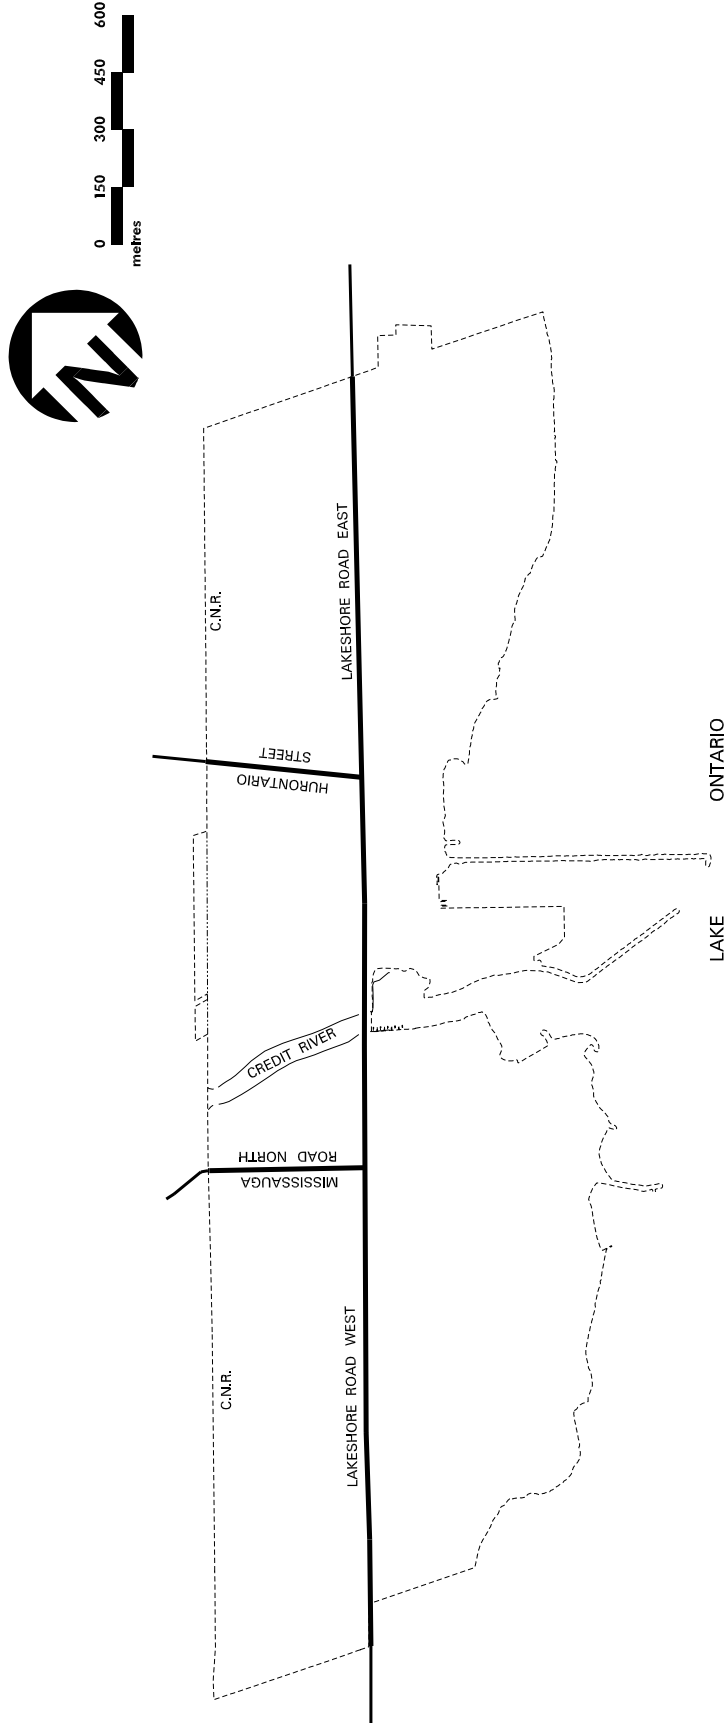 0 150 300 450 600
metres
N
C.N.R.
LAKESHORE ROAD EAST
HURONTARIO
STREET
CREDIT RIVER
MISSISSAUGA
ROAD NORTH
C.N.R.
LAKESHORE ROAD WEST
LAKE ONTARIO